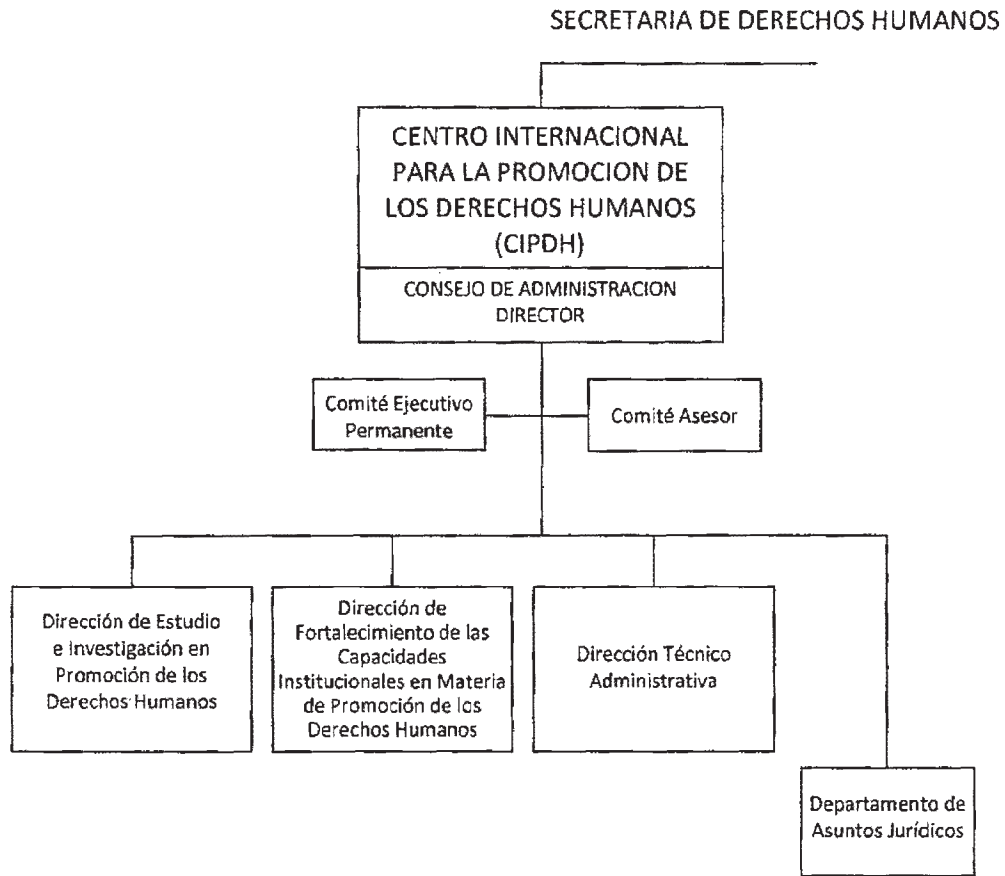 SECRETARIA DE DERECHOS HUMANOS
CENTRO INTERNACIONAL
PARA LA PROMOCION DE
LOS DERECHOS HUMANOS
(CIPDH)
CONSEJO DE ADMINISTRACION
DIRECTOR
Comité Ejecutivo
Permanente
Comité Asesor
Dirección de Estudio
e Investigación en
Promoción de los
Derechos Humanos
Dirección de
Fortalecimiento de las
Capacidades
Institucionales en Materia
de Promoción de los
Derechos Humanos
Dirección Técnico
Administrativa
Departamento de
Asuntos Jurídicos